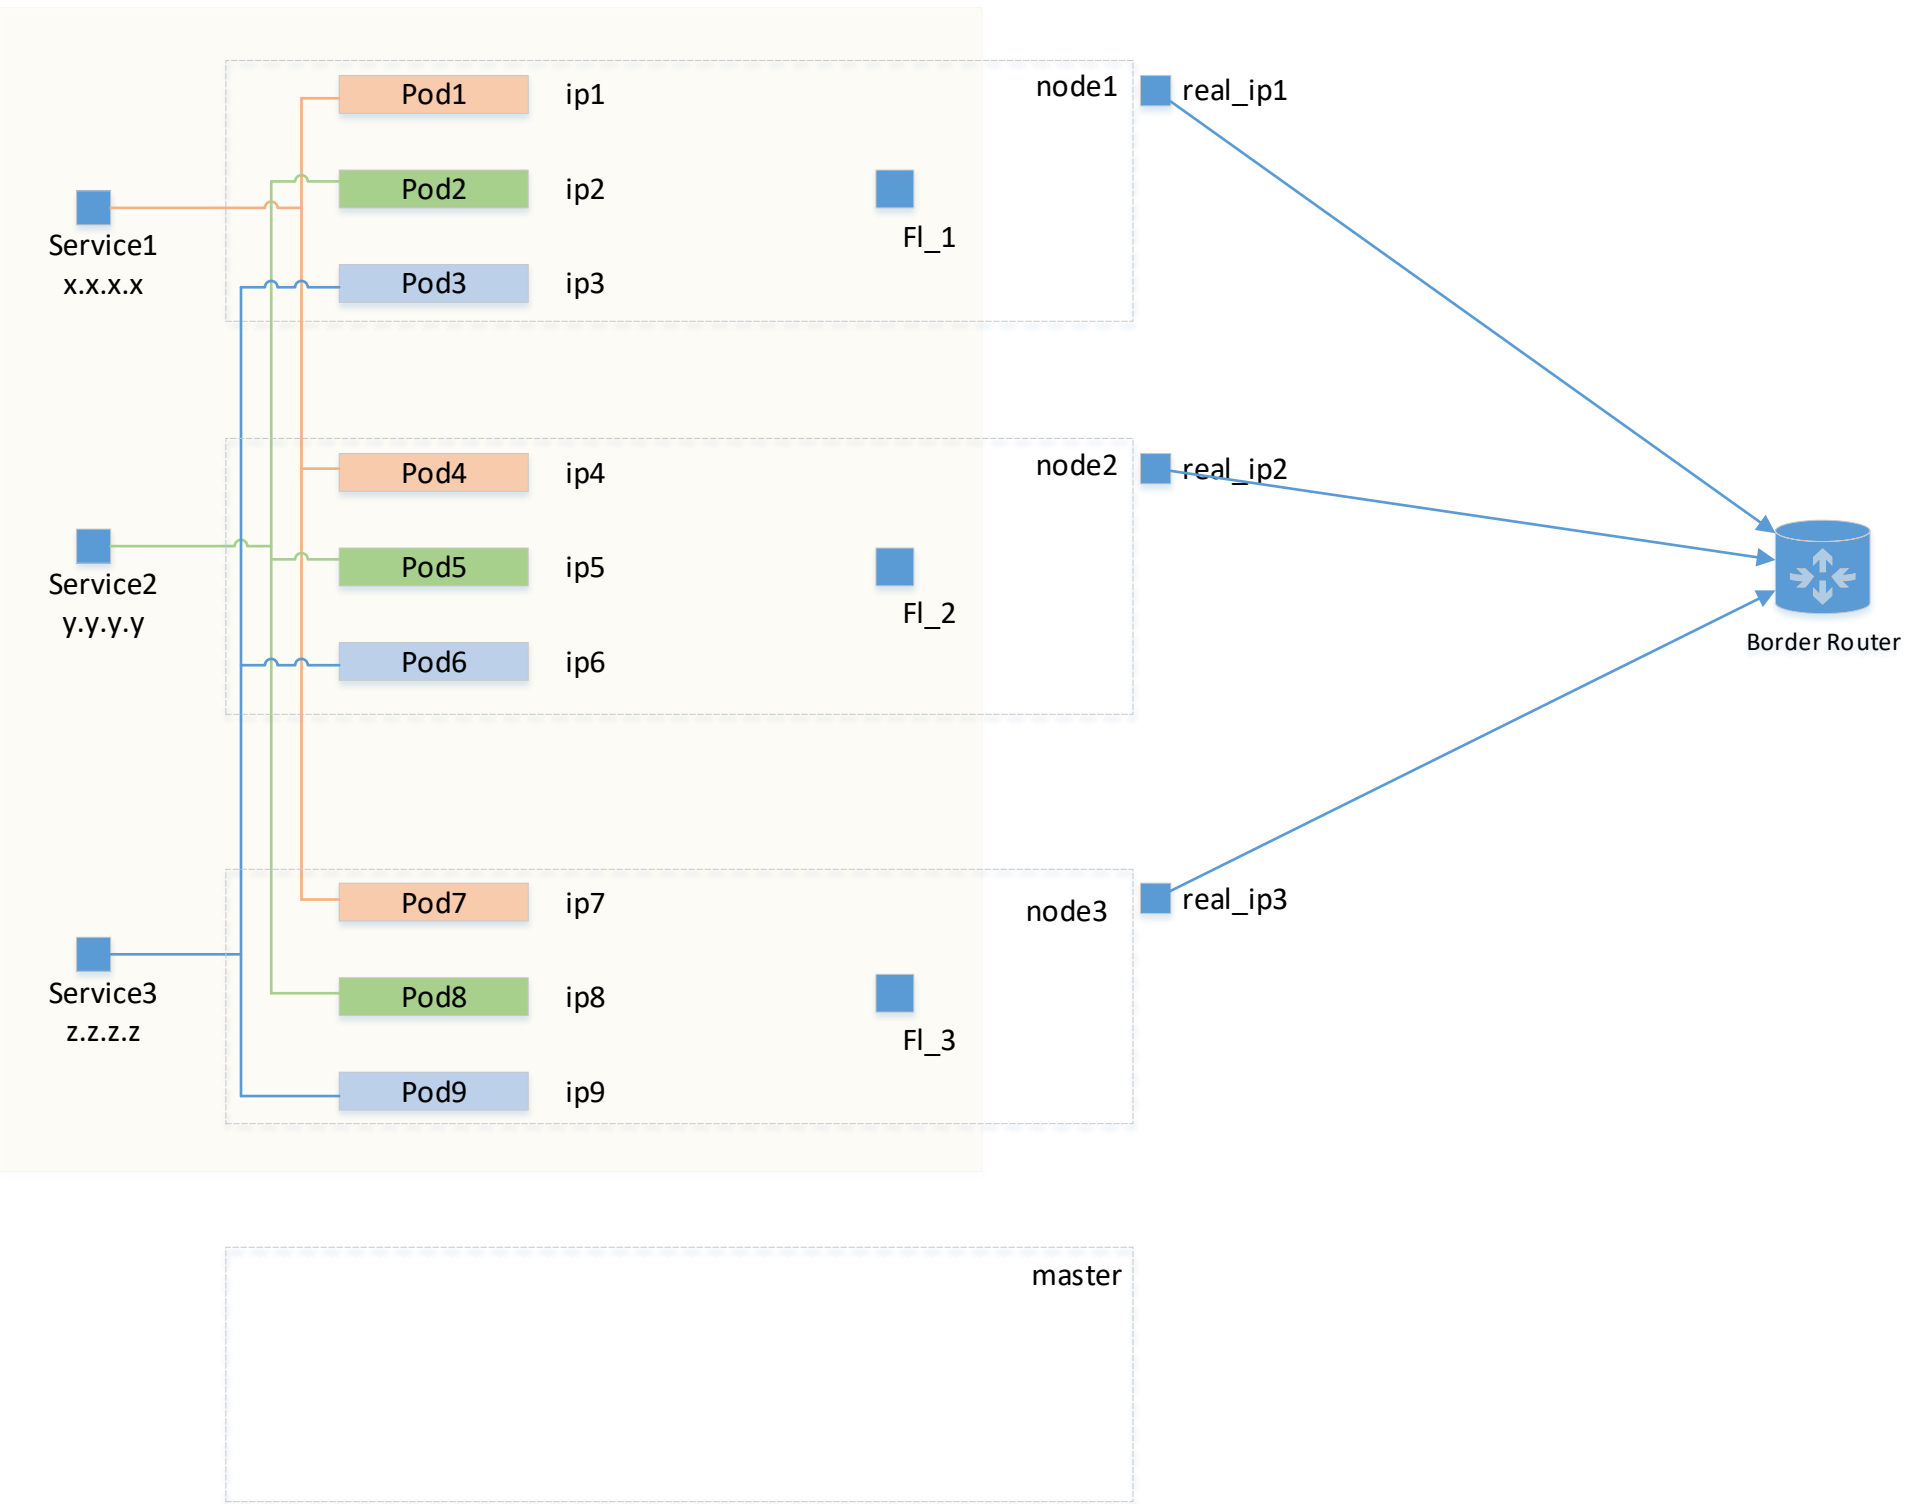 Pod1
ip1
node1
real_ip1
Pod2
ip2
Service1
x.x.x.x
Fl_1
Pod3
ip3
Pod4
ip4
node2
real_ip2
Pod5
ip5
Service2
y.y.y.y
Fl_2
Pod6
ip6
Border Router
Pod7
ip7
node3
real_ip3
Pod8
ip8
Service3
z.z.z.z
Fl_3
Pod9
ip9
master